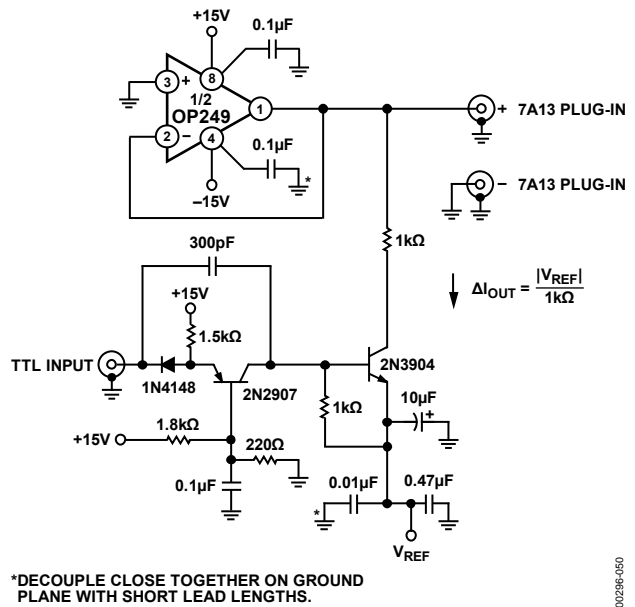 +15V
0.1µF
3
+
8
1/2
OP249
1
2
−
4
0.1µF
*
−15V
+ 7A13 PLUG-IN
− 7A13 PLUG-IN
1kΩ
ΔIOUT = |VREF| / 1kΩ
300pF
+15V
1.5kΩ
TTL INPUT
1N4148
2N2907
2N3904
1kΩ
10µF
+
1.8kΩ
+15V
220Ω
0.1µF
0.01µF
0.47µF
*
VREF
*DECOUPLE CLOSE TOGETHER ON GROUND
PLANE WITH SHORT LEAD LENGTHS.
00296-050